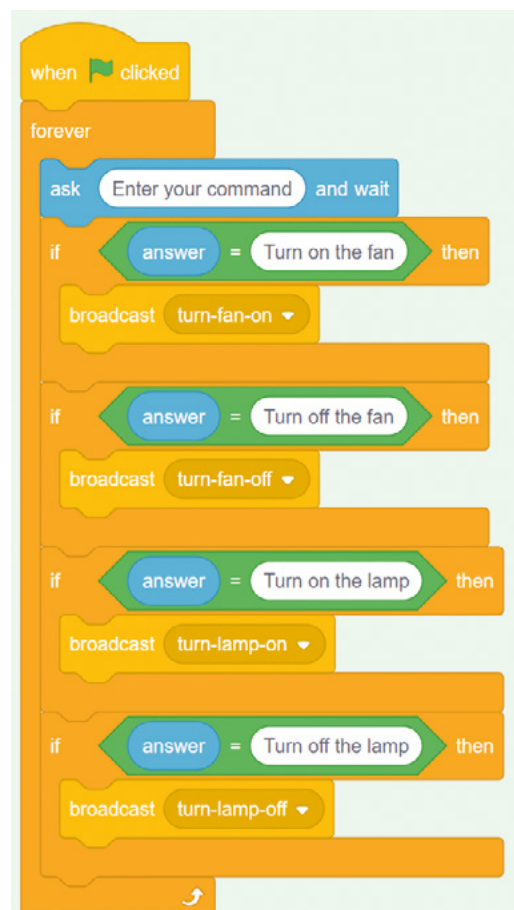 when clicked
forever
ask Enter your command and wait
if answer = Turn on the fan then
broadcast turn-fan-on
if answer = Turn off the fan then
broadcast turn-fan-off
if answer = Turn on the lamp then
broadcast turn-lamp-on
if answer = Turn off the lamp then
broadcast turn-lamp-off